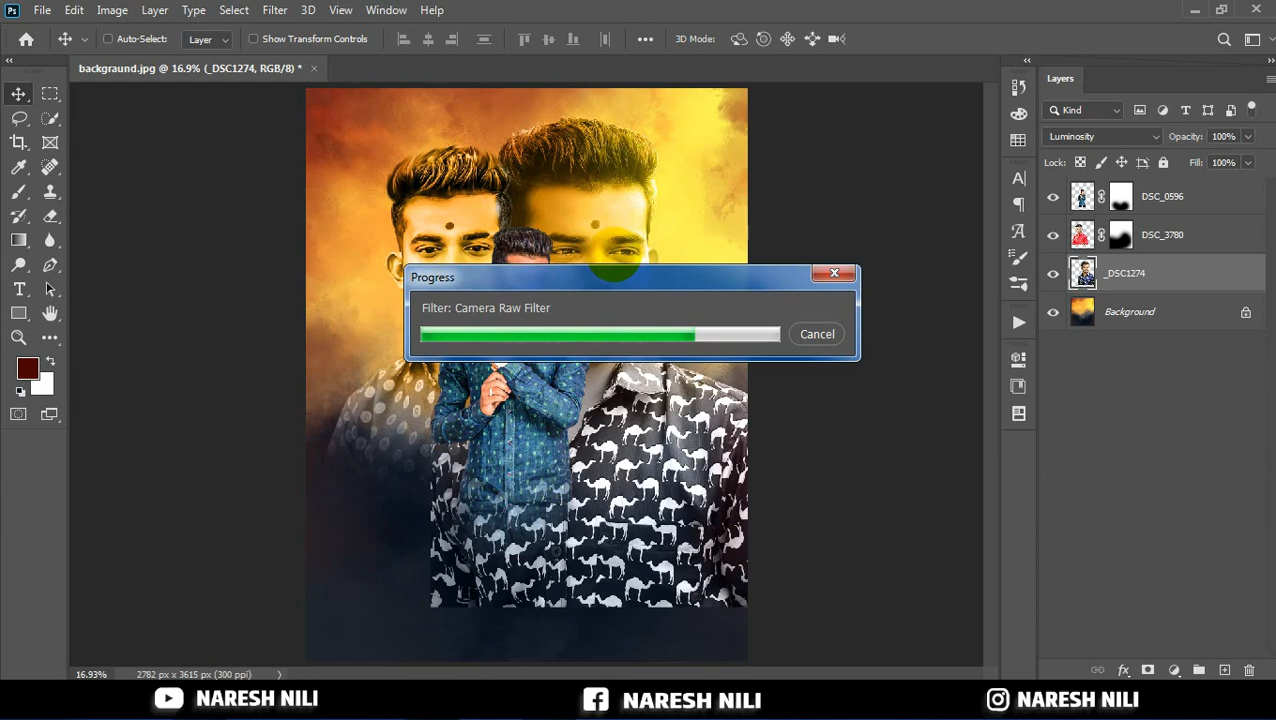 Ps File Edit Image Layer Type Select Filter 3D View Window Help
Auto-Select: Layer Show Transform Controls 3D Mode:
backgraund.jpg @ 16.9% (_DSC1274, RGB/8) *
Layers
Kind
Luminosity Opacity: 100%
Lock: Fill: 100%
DSC_0596
DSC_3780
_DSC1274
Background
Progress
Filter: Camera Raw Filter
Cancel
16.93% 2782 px x 3615 px (300 ppi)
NARESH NILI NARESH NILI NARESH NILI